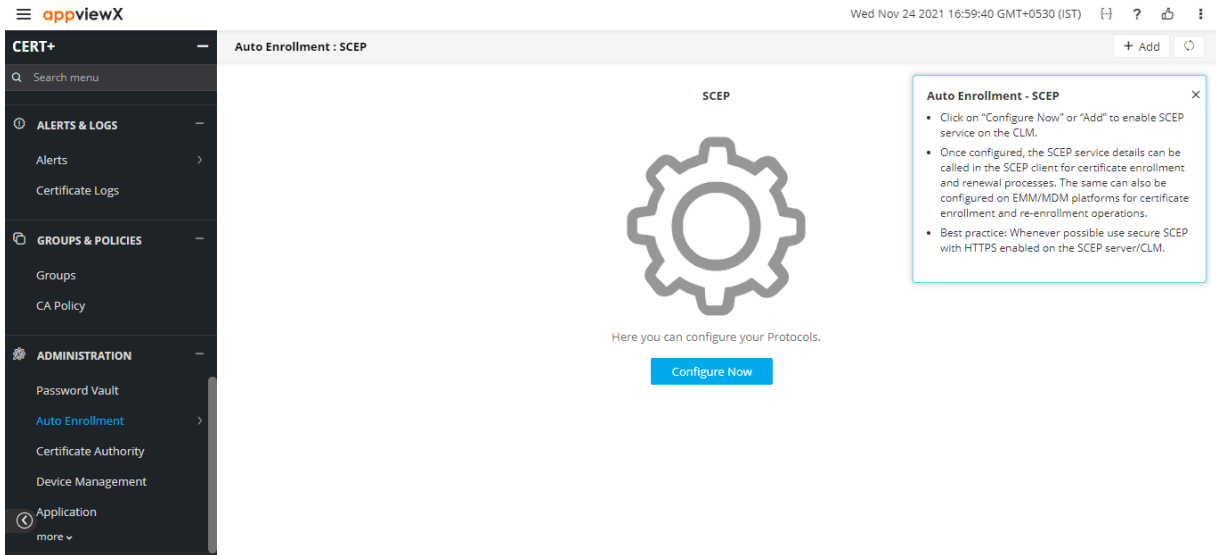 appviewX
Wed Nov 24 2021 16:59:40 GMT+0530 (IST)
?
CERT+
Search menu
ALERTS & LOGS
Alerts
Certificate Logs
GROUPS & POLICIES
Groups
CA Policy
ADMINISTRATION
Password Vault
Auto Enrollment
Certificate Authority
Device Management
Application
more
Auto Enrollment : SCEP
+ Add
SCEP
Here you can configure your Protocols.
Configure Now
Auto Enrollment - SCEP
• Click on “Configure Now” or “Add” to enable SCEP
service on the CLM.
• Once configured, the SCEP service details can be
called in the SCEP client for certificate enrollment
and renewal processes. The same can also be
configured on EMM/MDM platforms for certificate
enrollment and re-enrollment operations.
• Best practice: Whenever possible use secure SCEP
with HTTPS enabled on the SCEP server/CLM.